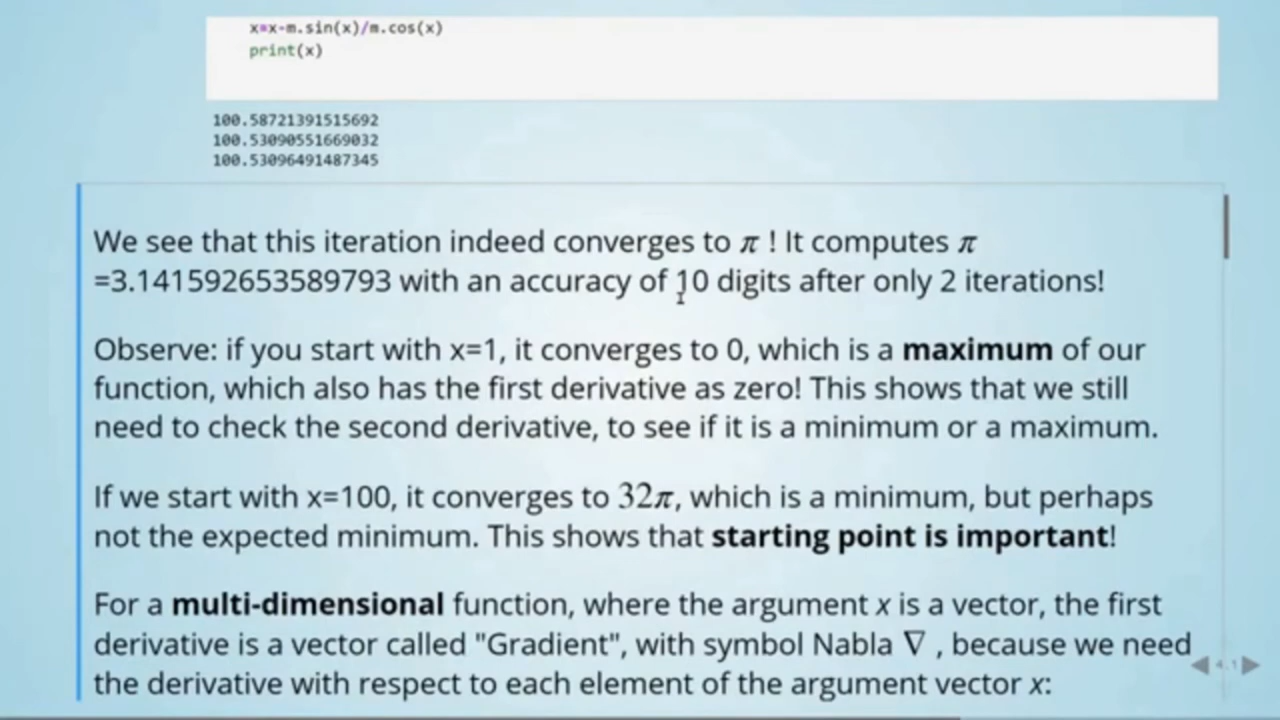 x=x-m.sin(x)/m.cos(x)
print(x)
100.58721391515692
100.53090551669032
100.53096491487345
We see that this iteration indeed converges to π ! It computes π
=3.141592653589793 with an accuracy of 10 digits after only 2 iterations!
Observe: if you start with x=1, it converges to 0, which is a maximum of our
function, which also has the first derivative as zero! This shows that we still
need to check the second derivative, to see if it is a minimum or a maximum.
If we start with x=100, it converges to 32π, which is a minimum, but perhaps
not the expected minimum. This shows that starting point is important!
For a multi-dimensional function, where the argument x is a vector, the first
derivative is a vector called "Gradient", with symbol Nabla ∇ , because we need
the derivative with respect to each element of the argument vector x:
4.1